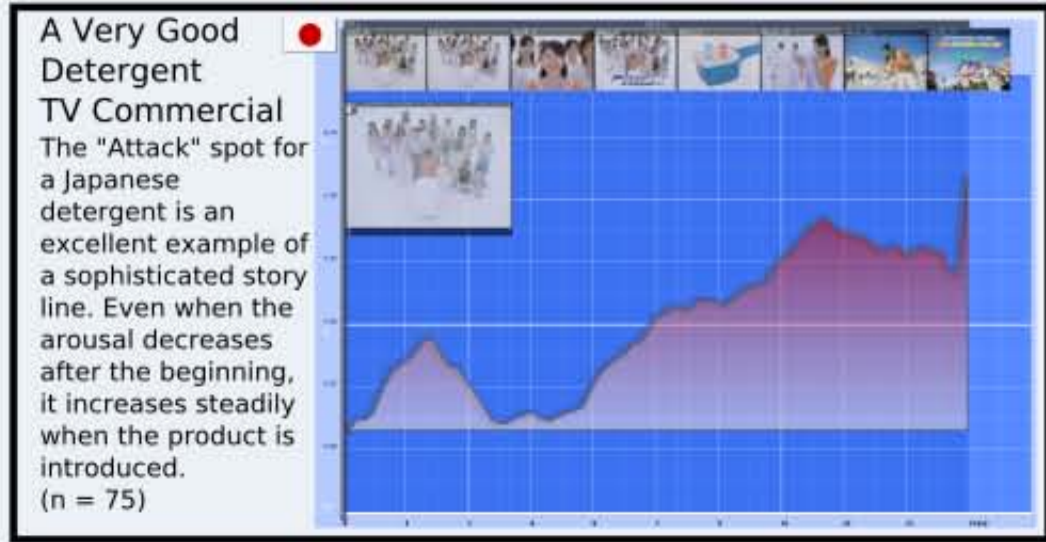 A Very Good
Detergent
TV Commercial
The "Attack" spot for
a Japanese
detergent is an
excellent example of
a sophisticated story
line. Even when the
arousal decreases
after the beginning,
it increases steadily
when the product is
introduced.
(n = 75)